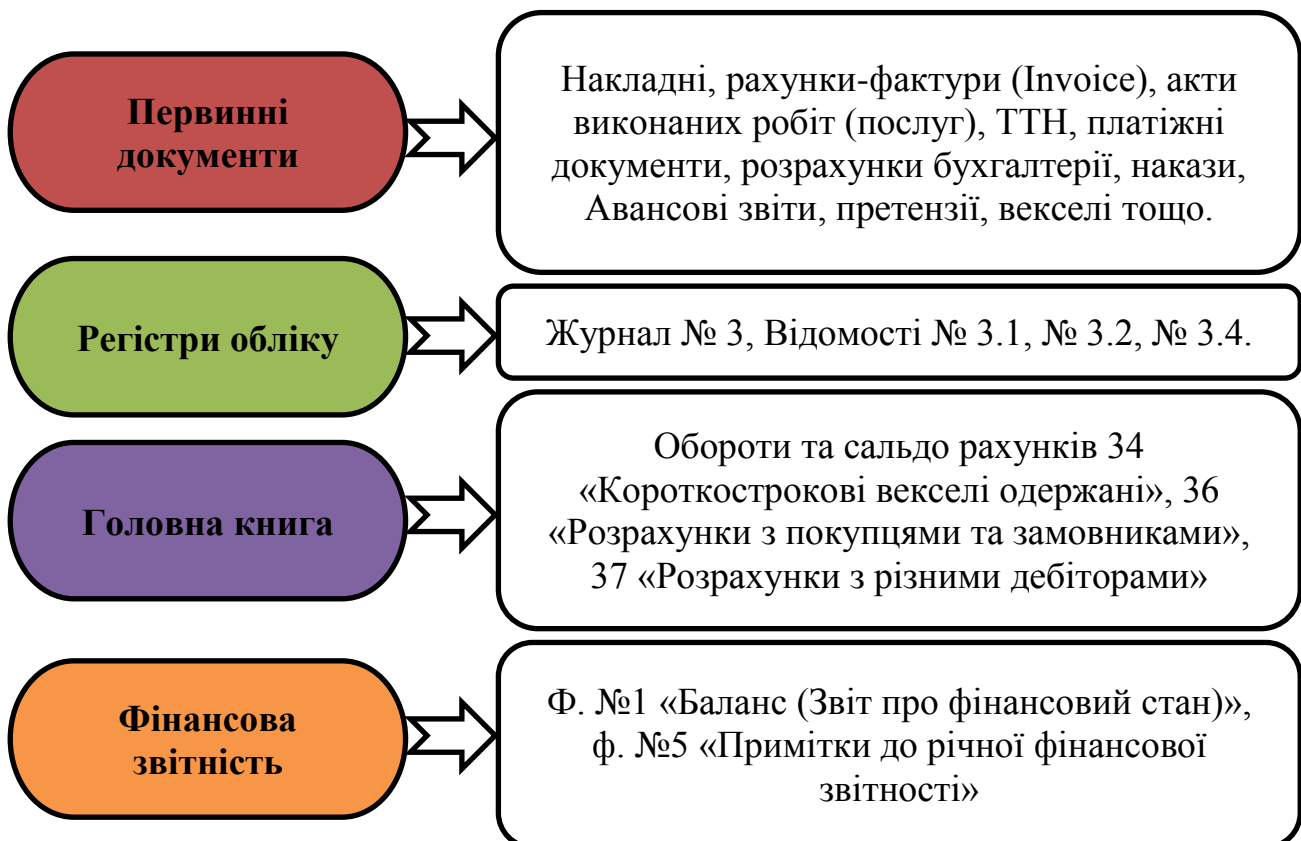 Первинні
документи
Накладні, рахунки-фактури (Invoice), акти
виконаних робіт (послуг), ТТН, платіжні
документи, розрахунки бухгалтерії, накази,
Авансові звіти, претензії, векселі тощо.
Регістри обліку
Журнал № 3, Відомості № 3.1, № 3.2, № 3.4.
Головна книга
Обороти та сальдо рахунків 34
«Короткострокові векселі одержані», 36
«Розрахунки з покупцями та замовниками»,
37 «Розрахунки з різними дебіторами»
Фінансова
звітність
Ф. №1 «Баланс (Звіт про фінансовий стан)»,
ф. №5 «Примітки до річної фінансової
звітності»